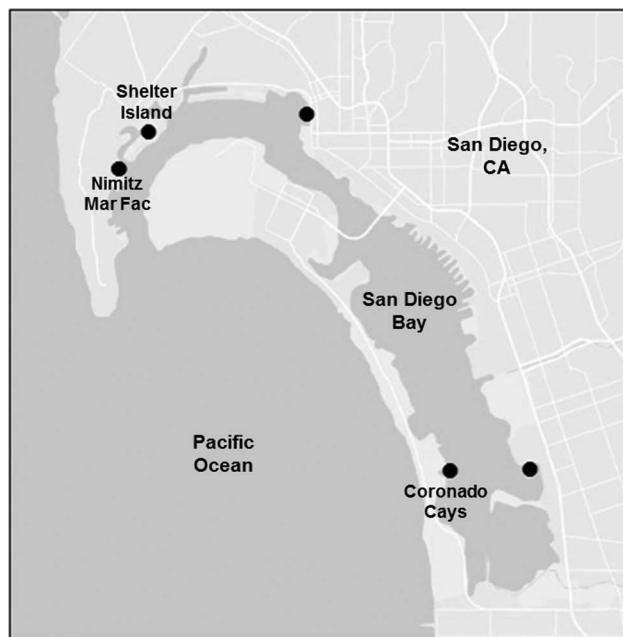 Shelter
Island
Nimitz
Mar Fac
San Diego,
CA
San Diego
Bay
Pacific
Ocean
Coronado
Cays